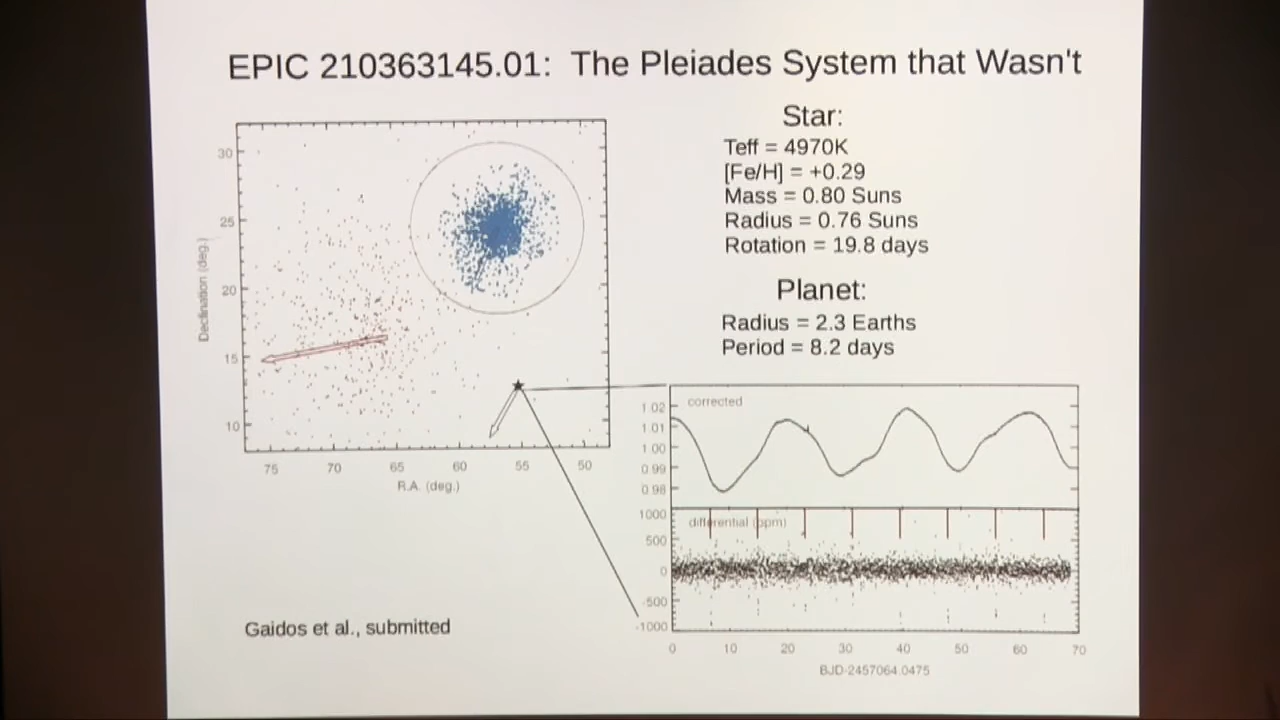 EPIC 210363145.01:  The Pleiades System that Wasn't
Star:
Teff = 4970K
[Fe/H] = +0.29
Mass = 0.80 Suns
Radius = 0.76 Suns
Rotation = 19.8 days
Planet:
Radius = 2.3 Earths
Period = 8.2 days
30
25
20
15
10
Declination (deg.)
75 70 65 60 55 50
R.A. (deg.)
corrected
1.02
1.01
1.00
0.99
0.98
differential (ppm)
1000
500
0
-500
-1000
0 10 20 30 40 50 60 70
BJD-2457064.0475
Gaidos et al., submitted